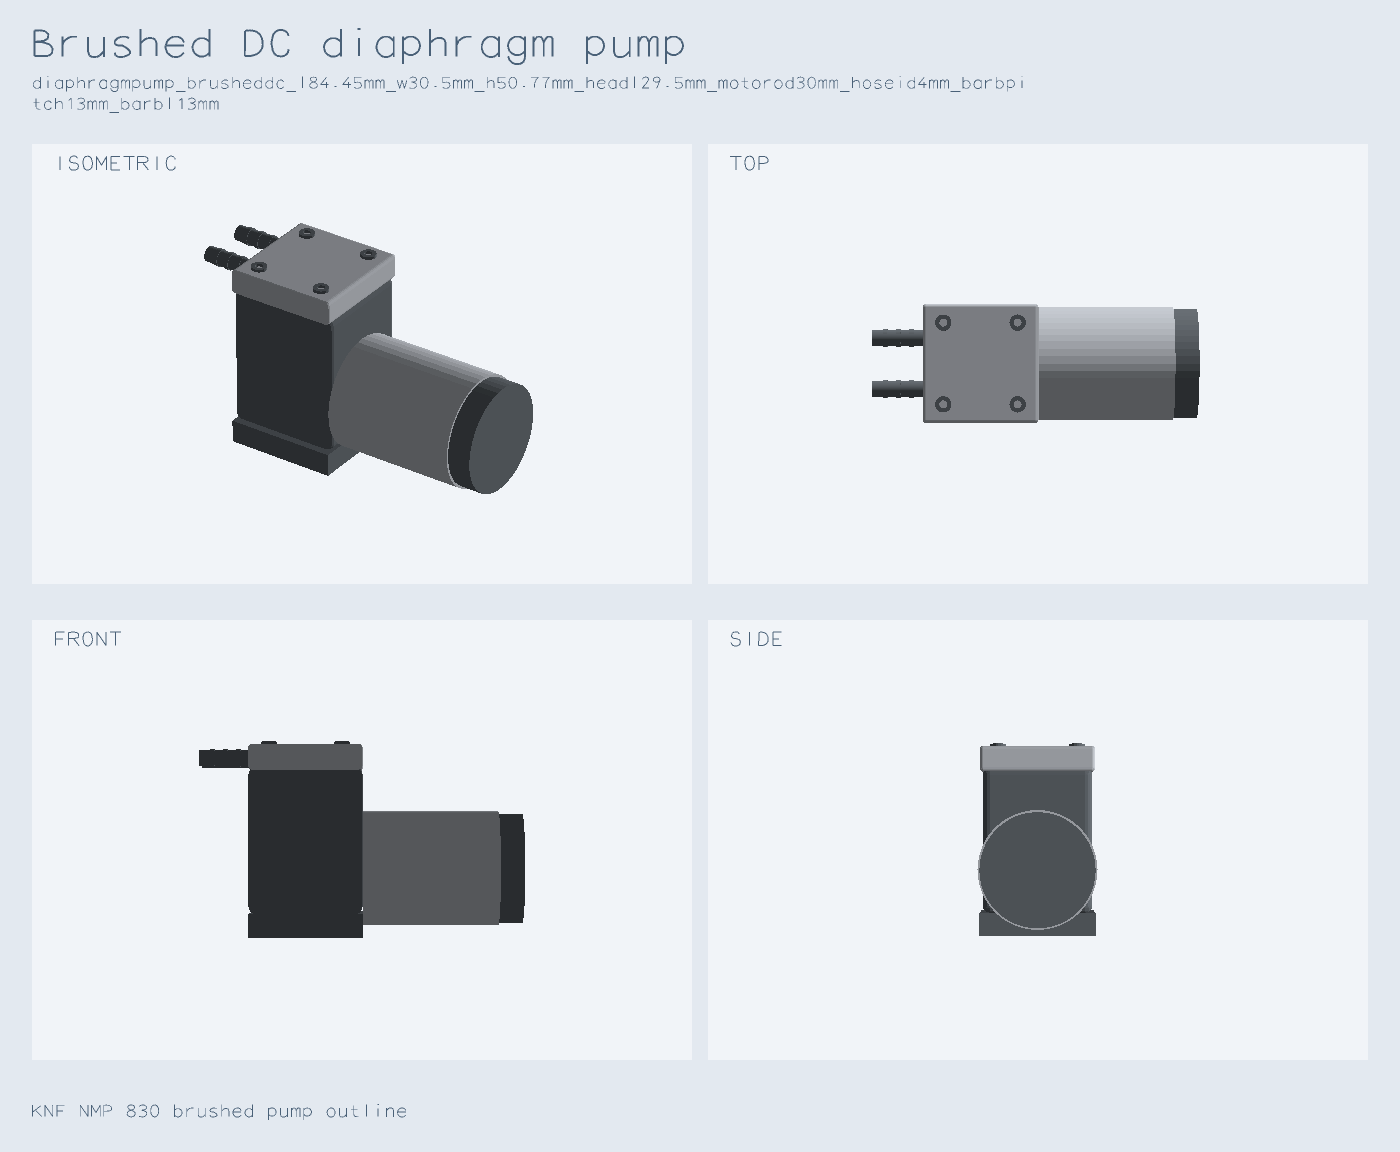 Brushed DC diaphragm pump
diaphragmpump_brusheddc_l84.45mm_w30.5mm_h50.77mm_headl29.5mm_motorod30mm_hoseid4mm_barbpi
tch13mm_barbl13mm
ISOMETRIC
TOP
FRONT
SIDE
KNF NMP 830 brushed pump outline